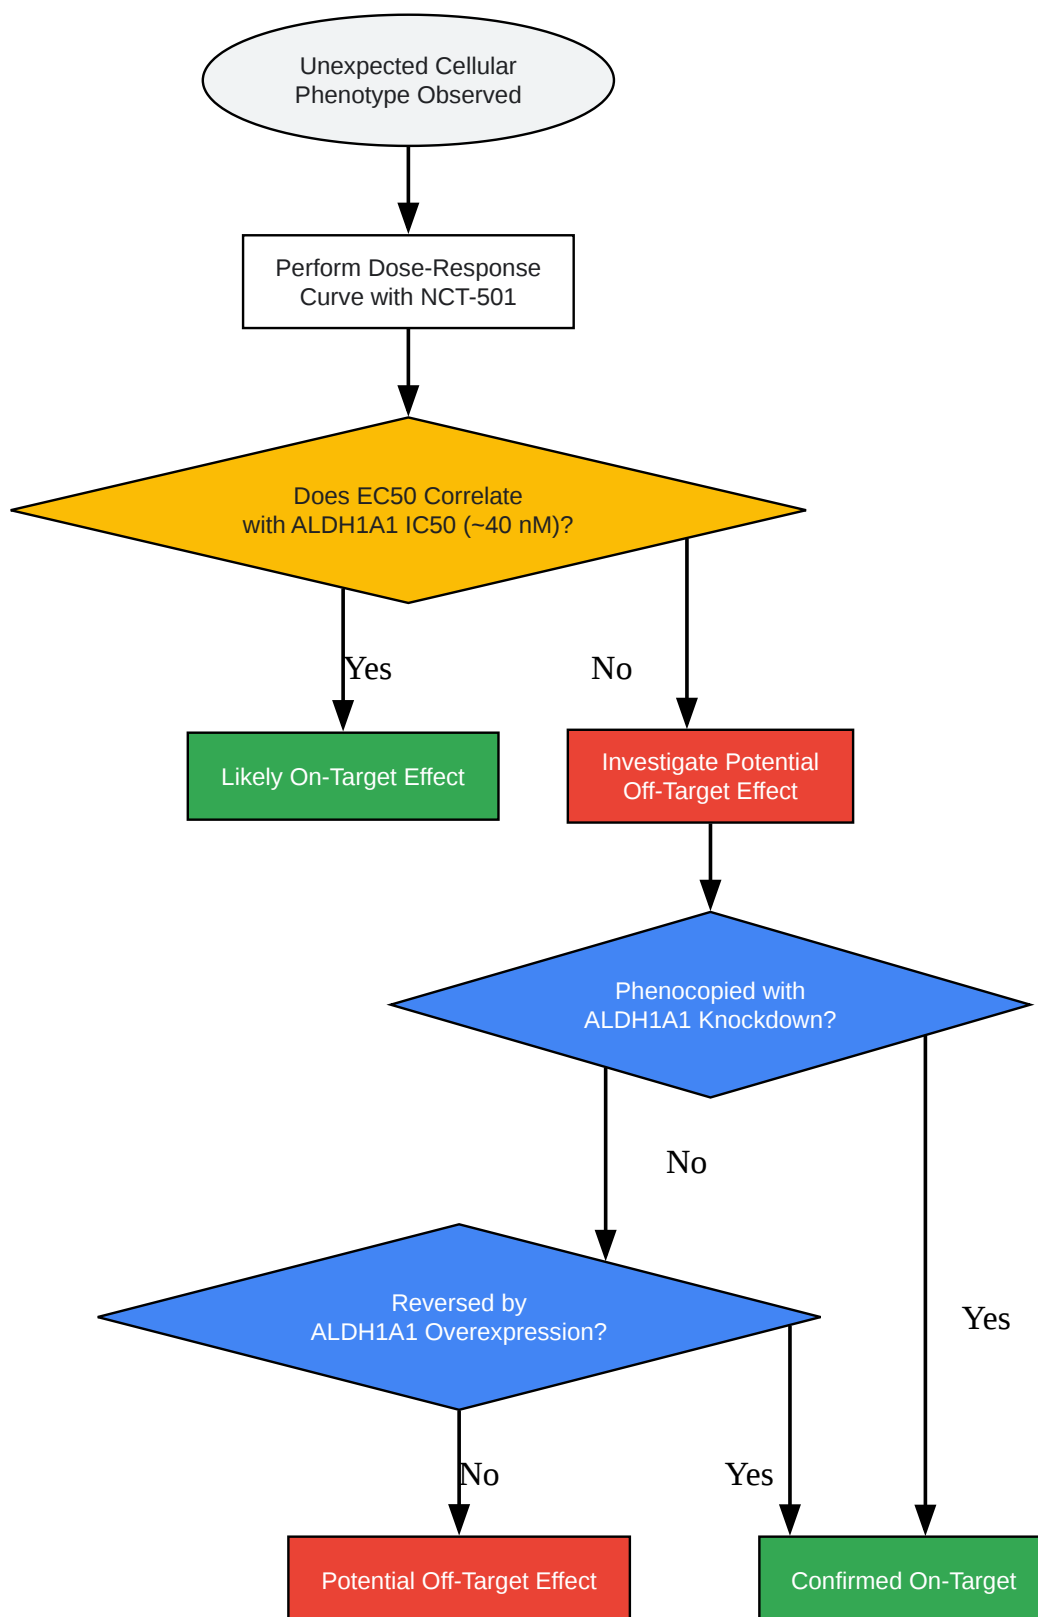 Unexpected Cellular
Phenotype Observed
Perform Dose-Response
Curve with NCT-501
Does EC50 Correlate
with ALDH1A1 IC50 (~40 nM)?
Yes
No
Likely On-Target Effect
Investigate Potential
Off-Target Effect
Phenocopied with
ALDH1A1 Knockdown?
No
Reversed by
ALDH1A1 Overexpression?
Yes
No
Yes
Potential Off-Target Effect
Confirmed On-Target